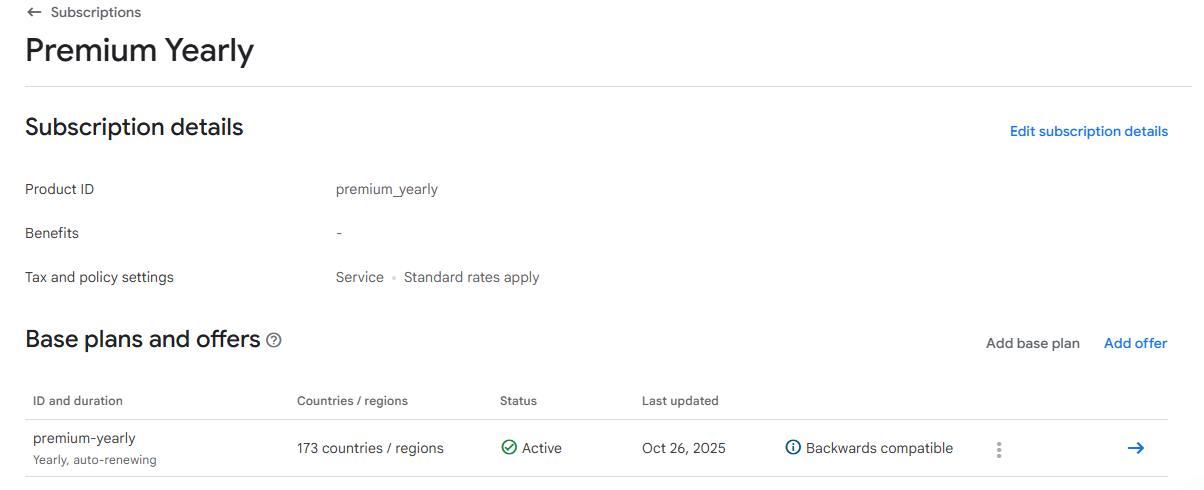 Subscriptions
Premium Yearly
Subscription details
Edit subscription details
Product ID premium_yearly
Benefits -
Tax and policy settings Service • Standard rates apply
Base plans and offers
Add base plan Add offer
ID and duration Countries / regions Status Last updated
premium-yearly 173 countries / regions Active Oct 26, 2025 Backwards compatible
Yearly, auto-renewing